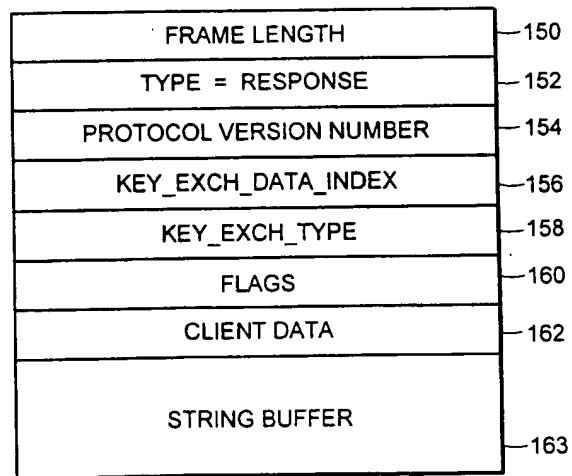 FRAME LENGTH 150
TYPE = RESPONSE 152
PROTOCOL VERSION NUMBER 154
KEY_EXCH_DATA_INDEX 156
KEY_EXCH_TYPE 158
FLAGS 160
CLIENT DATA 162
STRING BUFFER
163